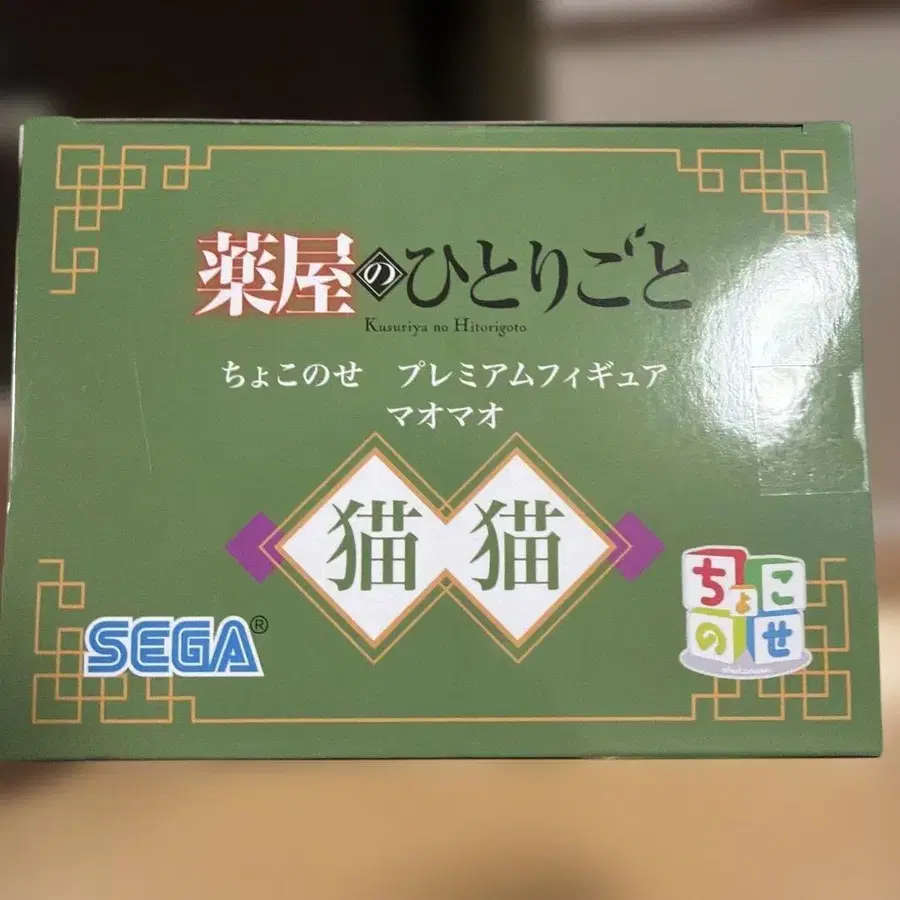 薬屋のひとりごと
Kusuriya no Hitorigoto
ちょこのせ プレミアムフィギュア
マオマオ
猫猫
SEGA®
ちょこ
のせ